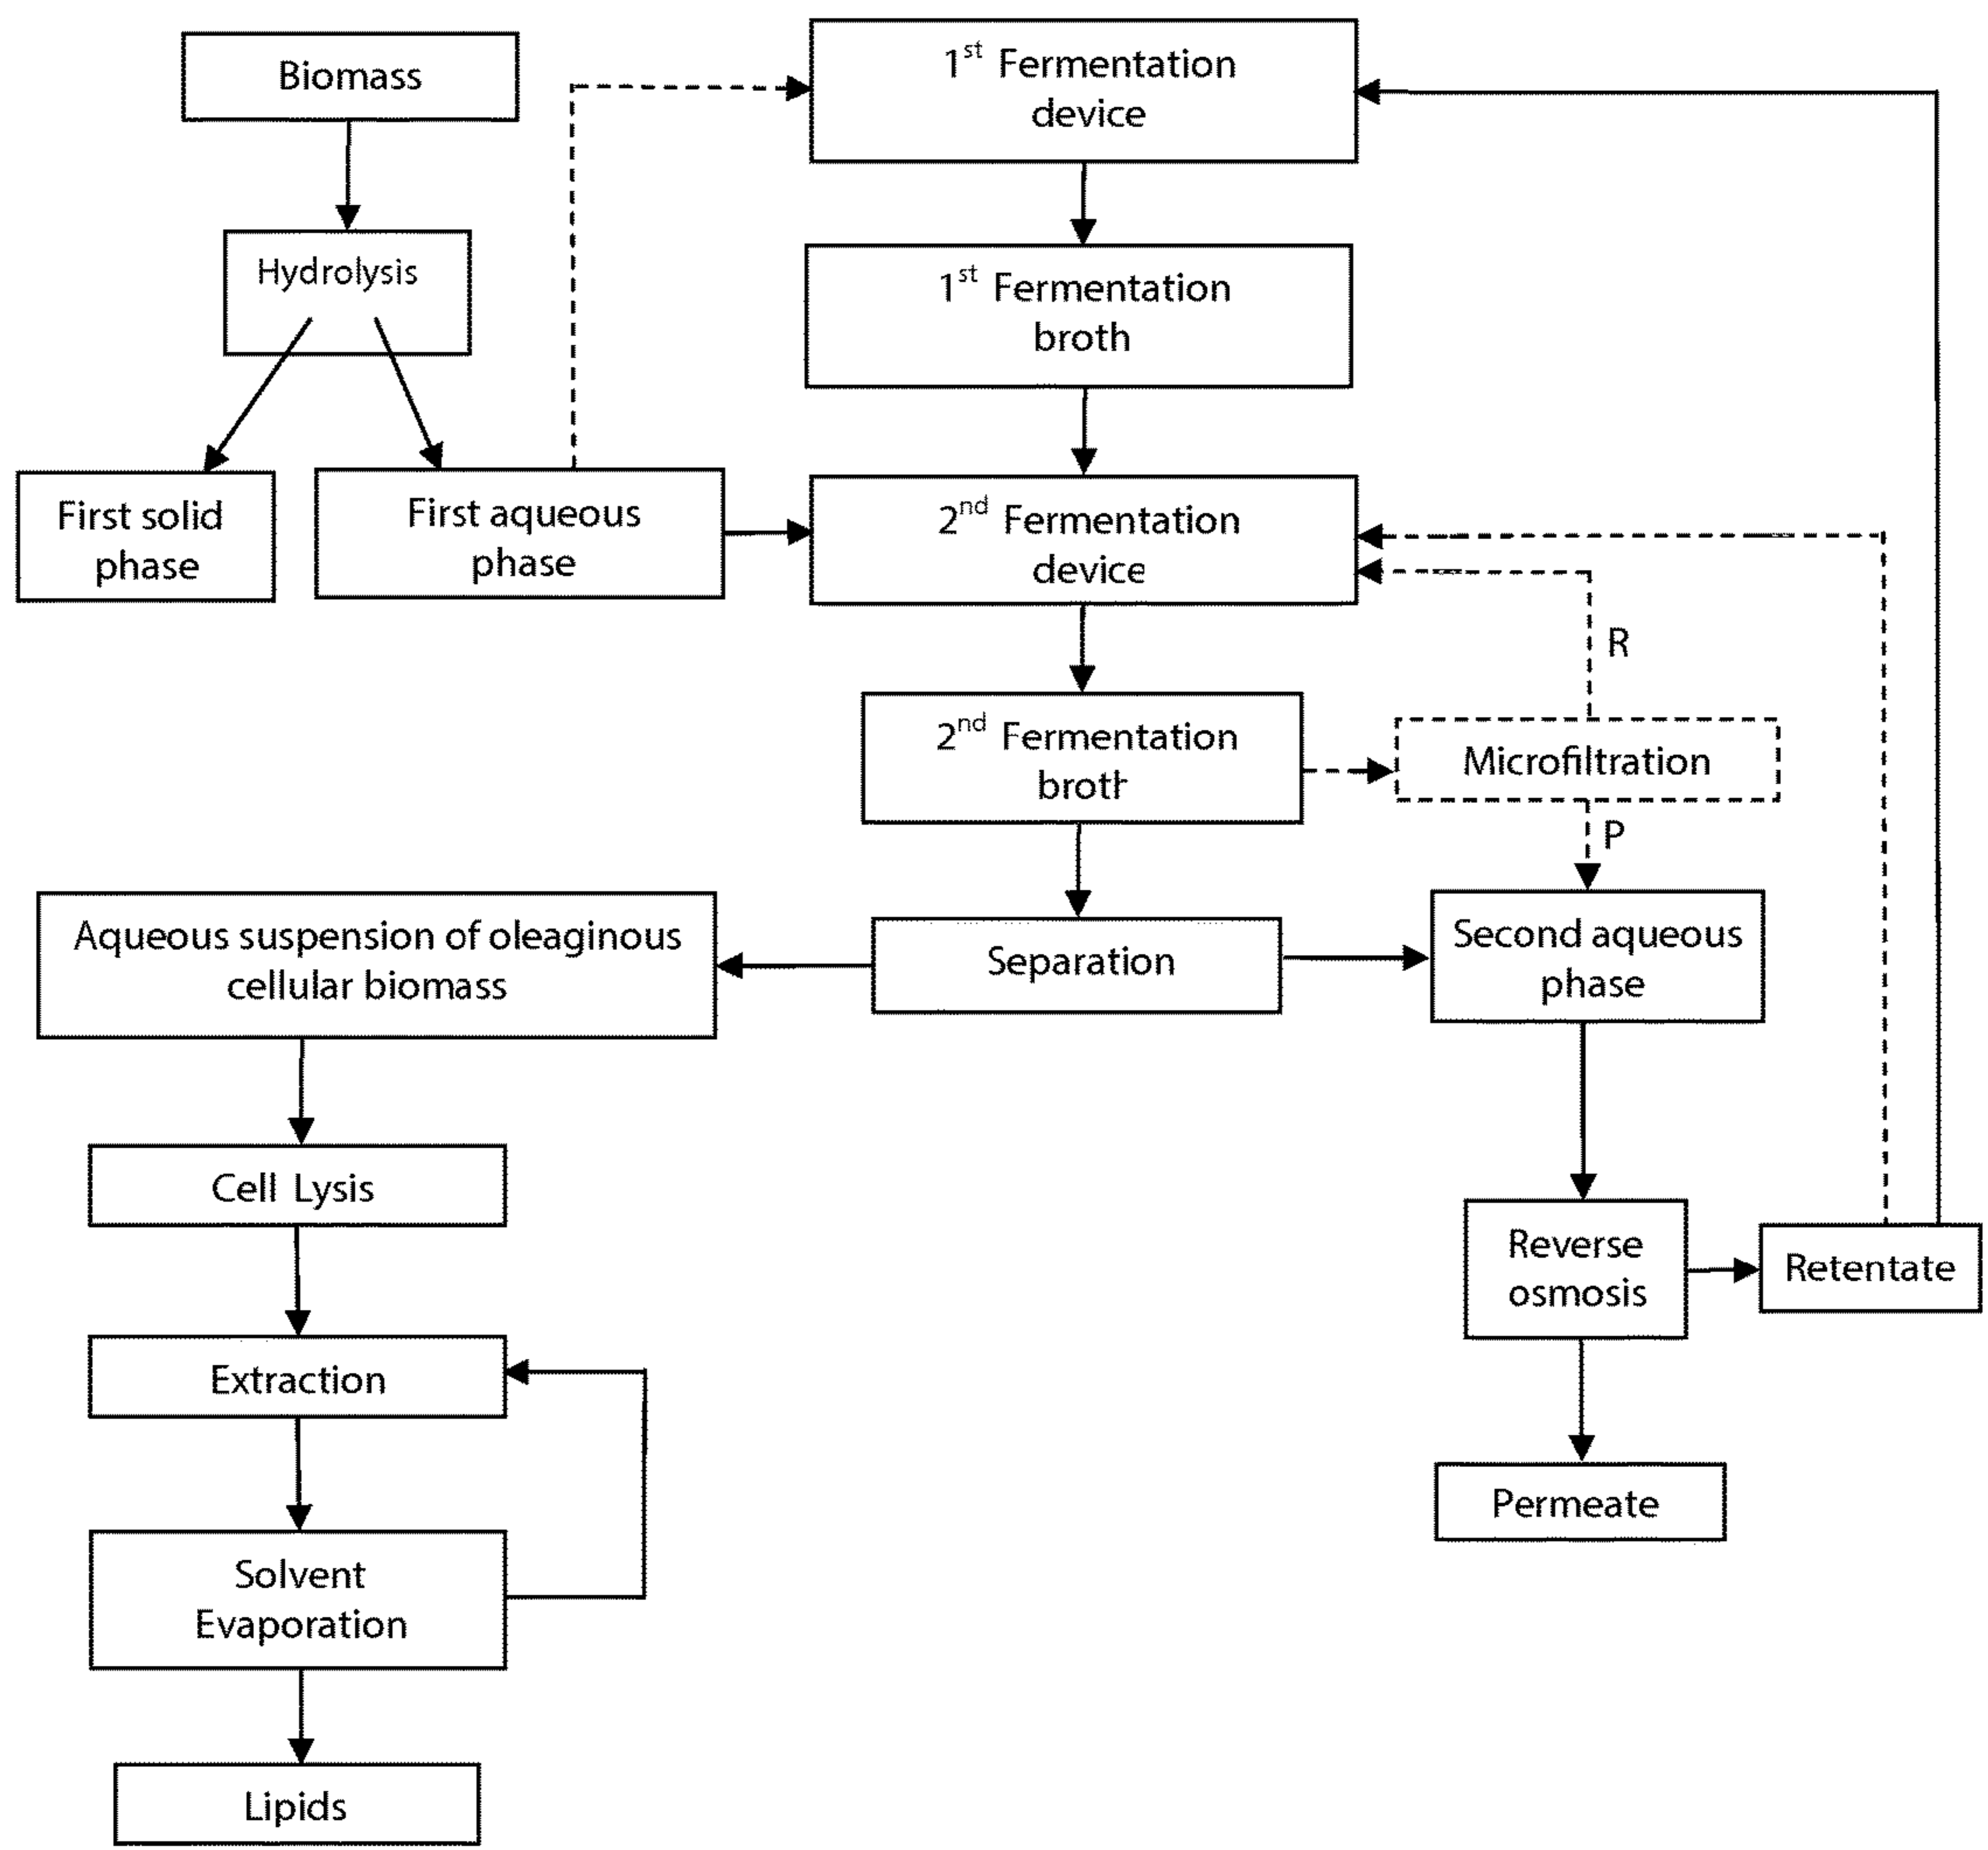 Biomass
1st Fermentation
device
Hydrolysis
1st Fermentation
broth
First solid
phase
First aqueous
phase
2nd Fermentation
device
R
2nd Fermentation
broth
Microfiltration
P
Aqueous suspension of oleaginous
cellular biomass
Separation
Second aqueous
phase
Cell Lysis
Reverse
osmosis
Retentate
Extraction
Permeate
Solvent
Evaporation
Lipids